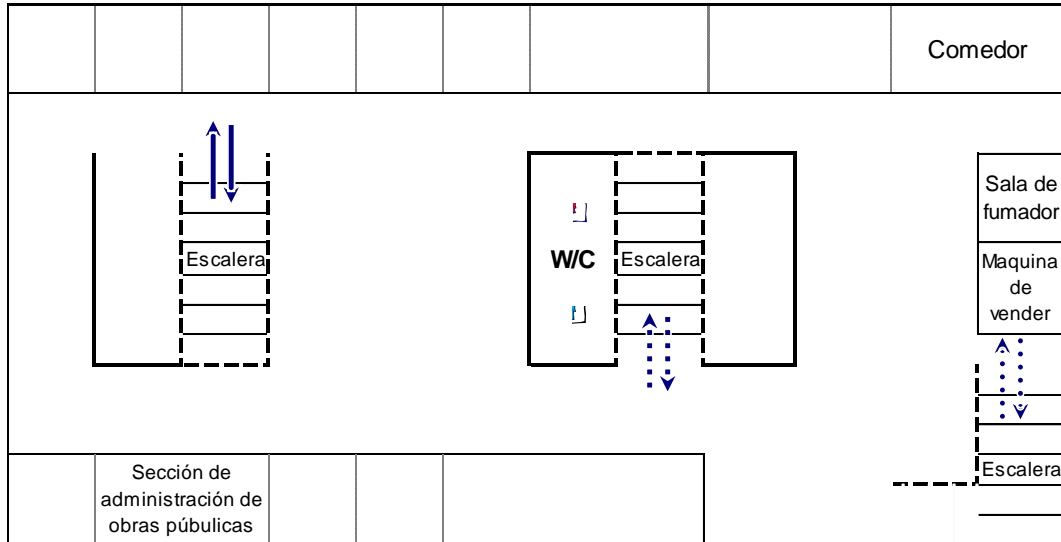 Comedor
Sala de
fumador
Escalera
W/C
Escalera
Maquina
de
vender
Escalera
Sección de
administración de
obras púbulicas